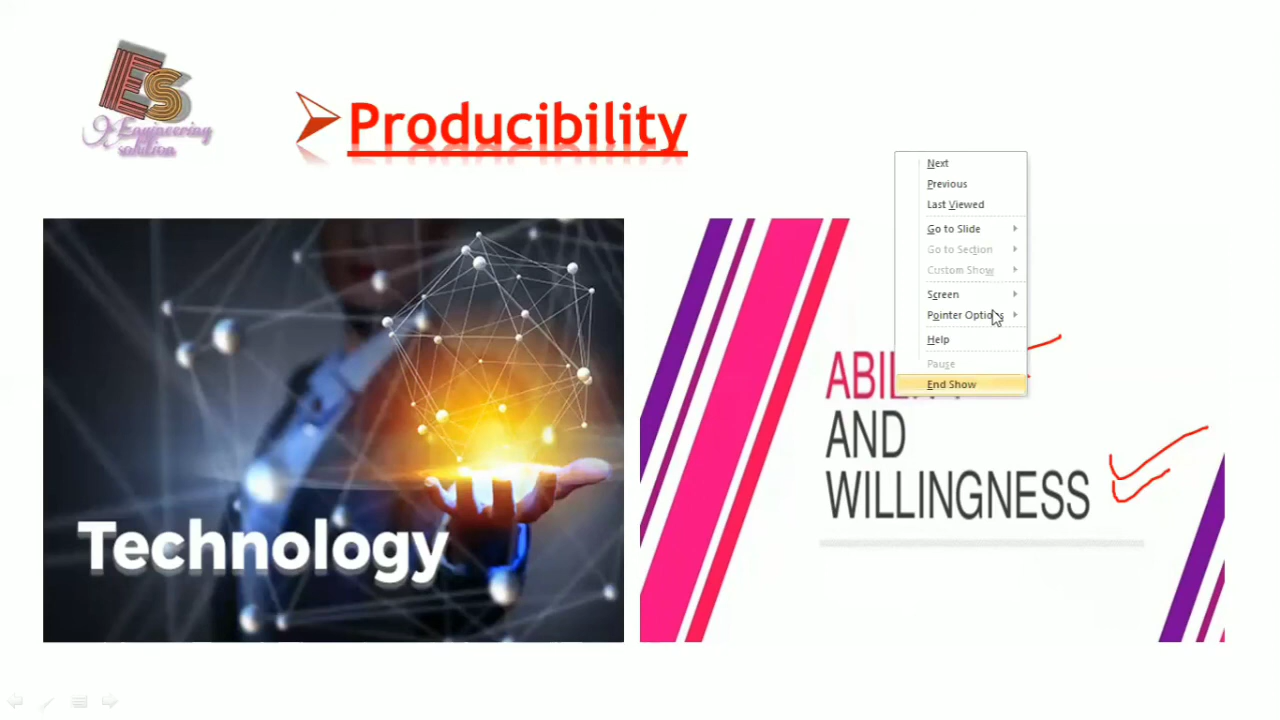 ES
Engineering
solution
Producibility
Next
Previous
Last Viewed
Go to Slide
Go to Section
Custom Show
Screen
Pointer Options
Help
Pause
End Show
Technology
ABILITY
AND
WILLINGNESS